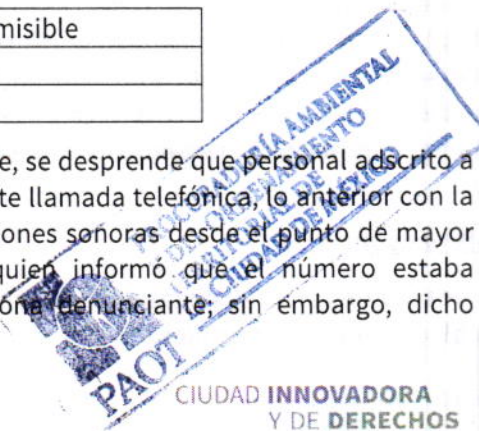 misible
e, se desprende que personal adscrito a
te llamada telefónica, lo anterior con la
iones sonoras desde el punto de mayor
quien informó que el número estaba
denunciante; sin embargo, dicho
PROCURADURÍA AMBIENTAL
Y DEL ORDENAMIENTO
TERRITORIAL DE
LA CIUDAD DE MÉXICO
PAOT
CIUDAD INNOVADORA
Y DE DERECHOS